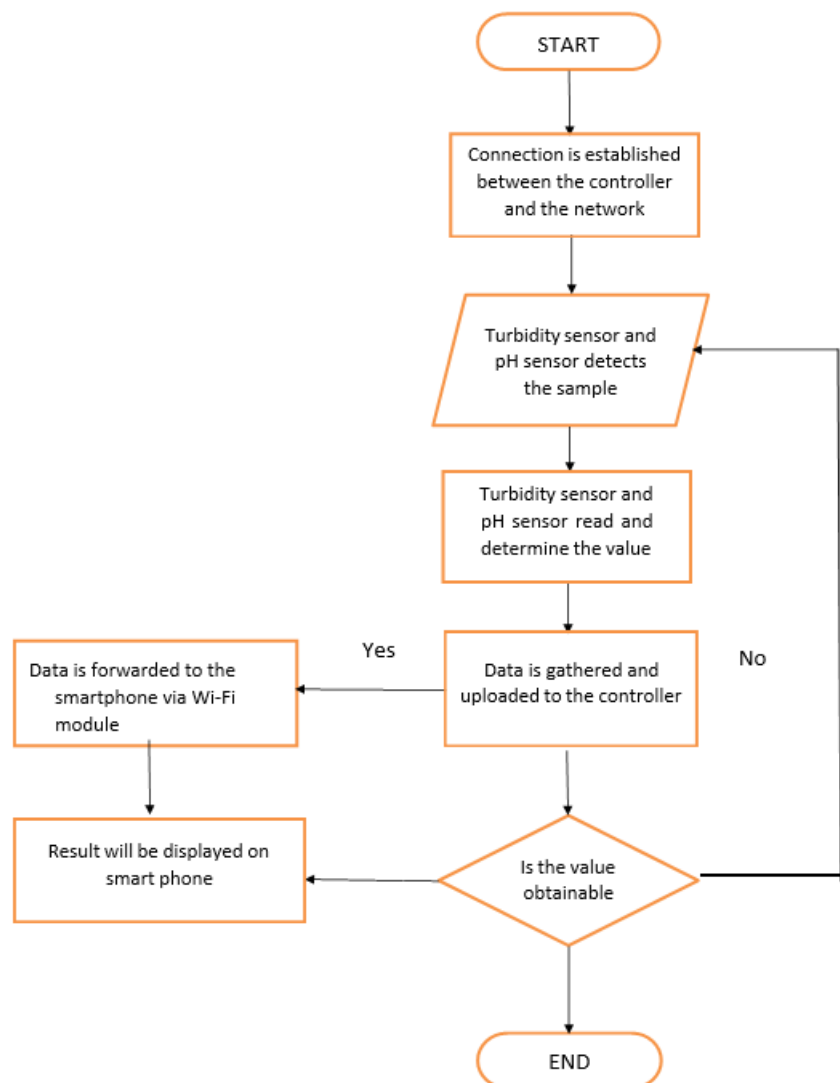 START
Connection is established
between the controller
and the network
Turbidity sensor and
pH sensor detects
the sample
Turbidity sensor and
pH sensor read and
determine the value
Yes
No
Data is forwarded to the
smartphone via Wi-Fi
module
Data is gathered and
uploaded to the controller
Result will be displayed on
smart phone
Is the value
obtainable
END